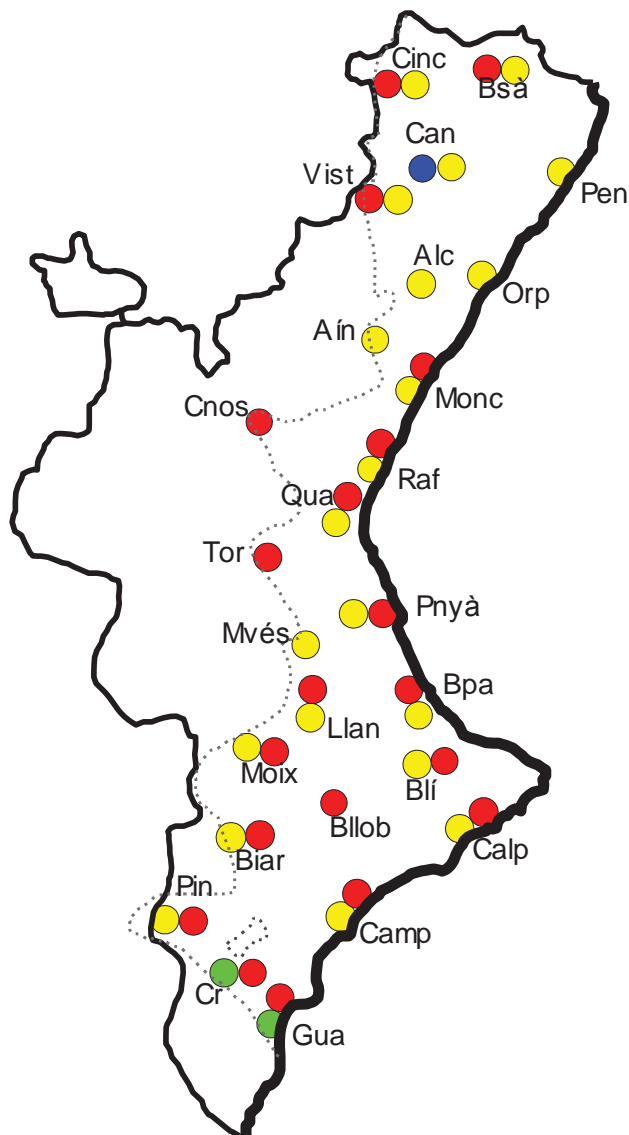 Cinc
Bsà
Can
Vist
Pen
Alc
Orp
Aín
Monc
Cnos
Raf
Qua
Tor
Pnyà
Mvés
Bpa
Llan
Moix
Blí
Bllob
Calp
Biar
Pin
Camp
Cr
Gua